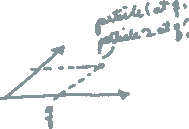 particle 1 at q,
particle 2 at q,
q